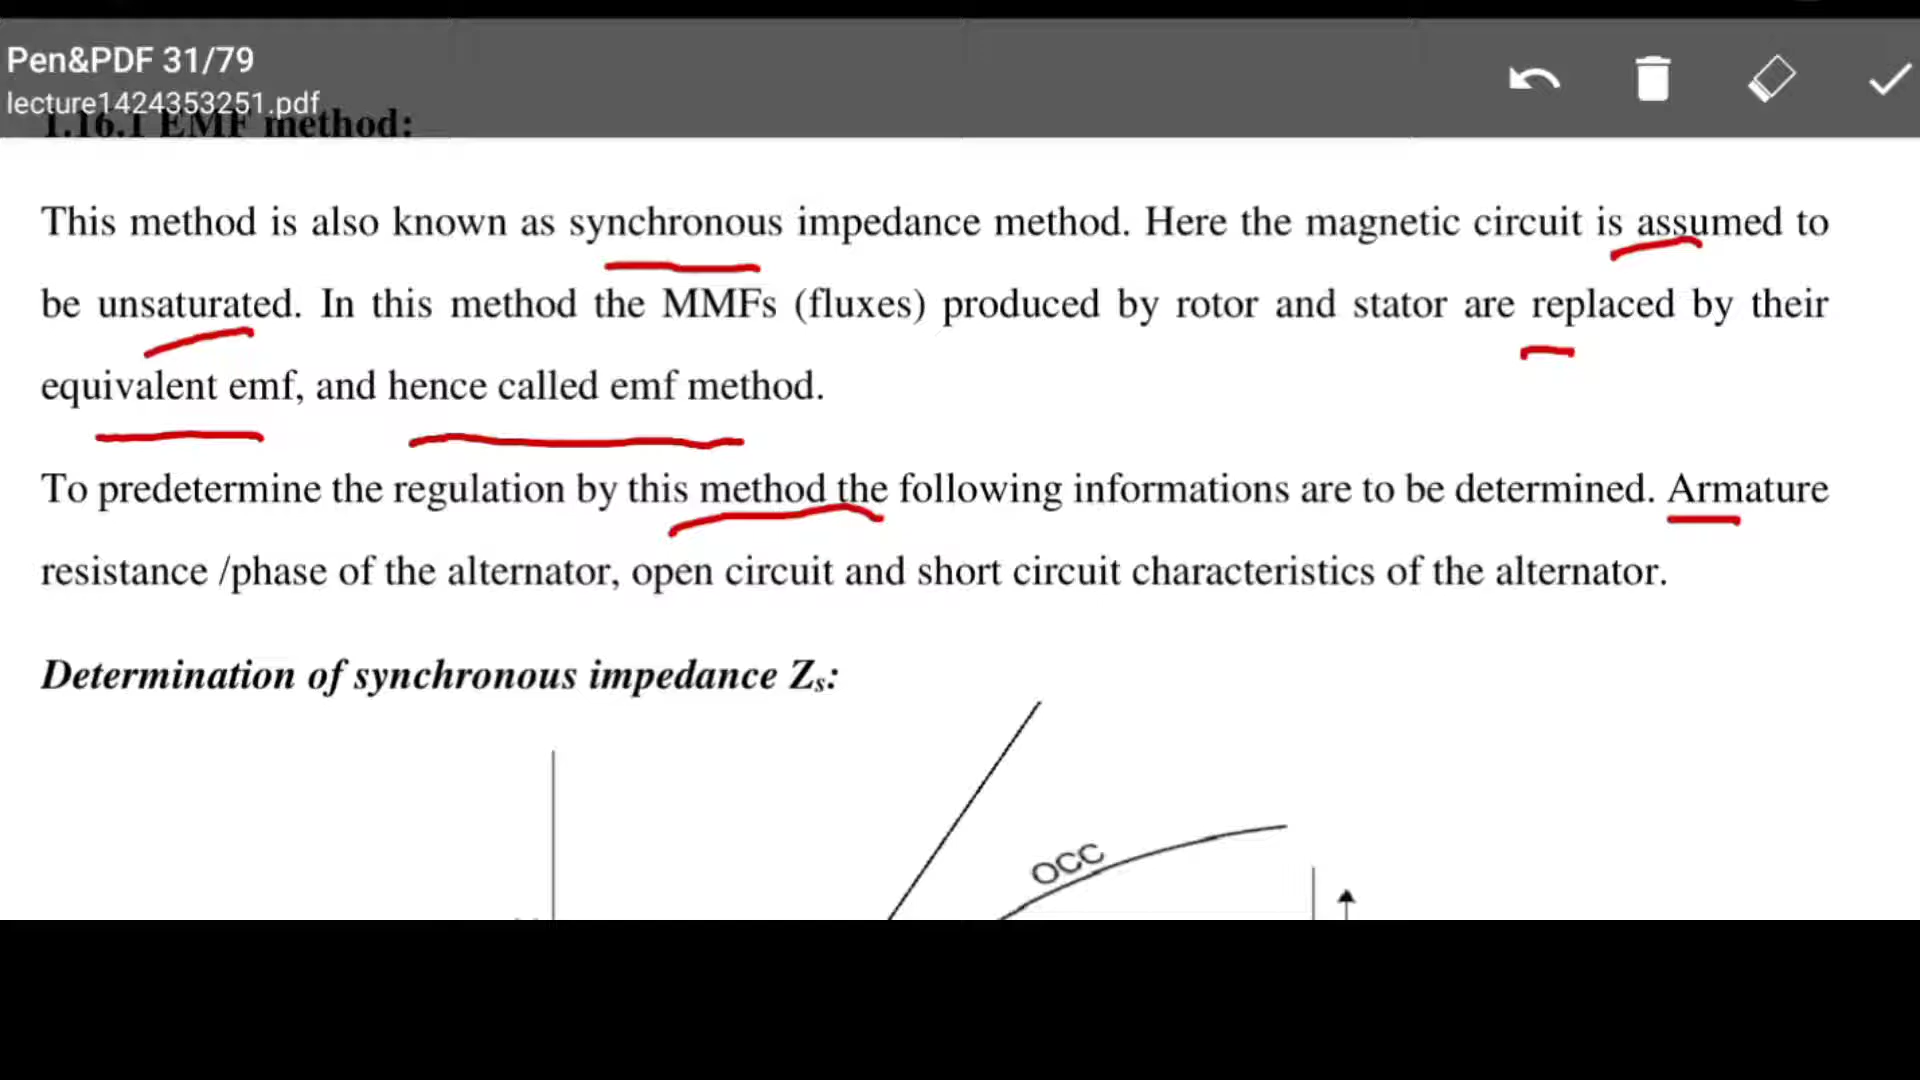 Pen&PDF 31/79
lecture1424353251.pdf
1.16.1 EMF method:
This method is also known as synchronous impedance method. Here the magnetic circuit is assumed to
be unsaturated. In this method the MMFs (fluxes) produced by rotor and stator are replaced by their
equivalent emf, and hence called emf method.
To predetermine the regulation by this method the following informations are to be determined. Armature
resistance /phase of the alternator, open circuit and short circuit characteristics of the alternator.
Determination of synchronous impedance Zs:
OCC